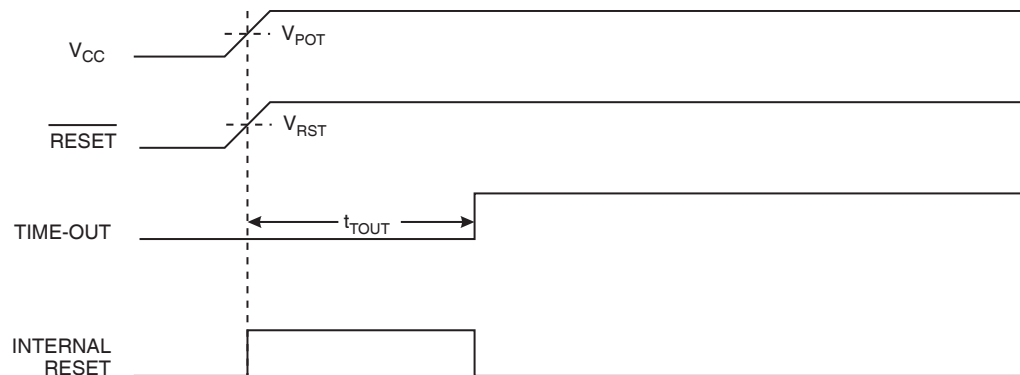 V_CC
V_POT
RESET
V_RST
TIME-OUT
t_TOUT
INTERNAL
RESET